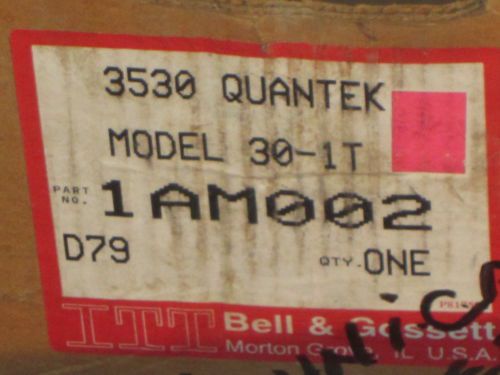 3530 QUANTEK
MODEL 30-1T
PART NO. 1AM002
D79 QTY. ONE
ITT Bell & Gossett
Morton Grove, IL U.S.A.